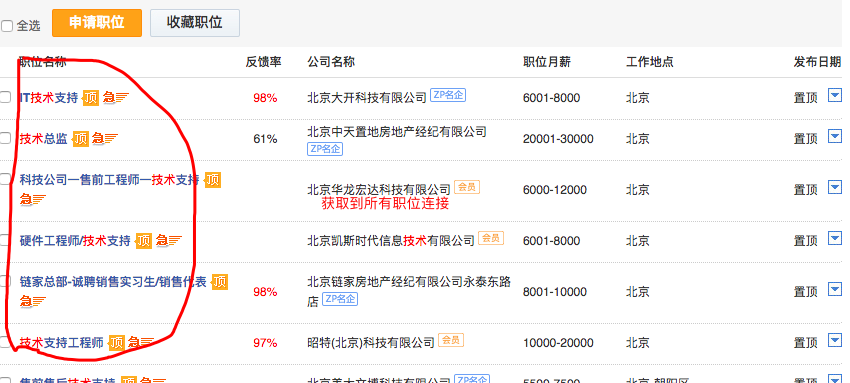 全选 申请职位 收藏职位
职位名称 反馈率 公司名称 职位月薪 工作地点 发布日期
IT技术支持 顶 急 98% 北京大开科技有限公司 ZP名企 6001-8000 北京 置顶
技术总监 顶 急 61% 北京中天置地房地产经纪有限公司 20001-30000 北京 置顶
ZP名企
科技公司一售前工程师一技术支持 顶
急 北京华龙宏达科技有限公司 会员 6000-12000 北京 置顶
获取到所有职位连接
硬件工程师/技术支持 顶 急 北京凯斯时代信息技术有限公司 会员 6001-8000 北京 置顶
链家总部-诚聘销售实习生/销售代表 顶 北京链家房地产经纪有限公司永泰东路
急 98% 店 ZP名企 8001-10000 北京 置顶
技术支持工程师 顶 急 97% 昭特(北京)科技有限公司 会员 10000-20000 北京 置顶
售前售后技术支持 顶 急 ZP名企 5500-7500 北京-朝阳区 置顶